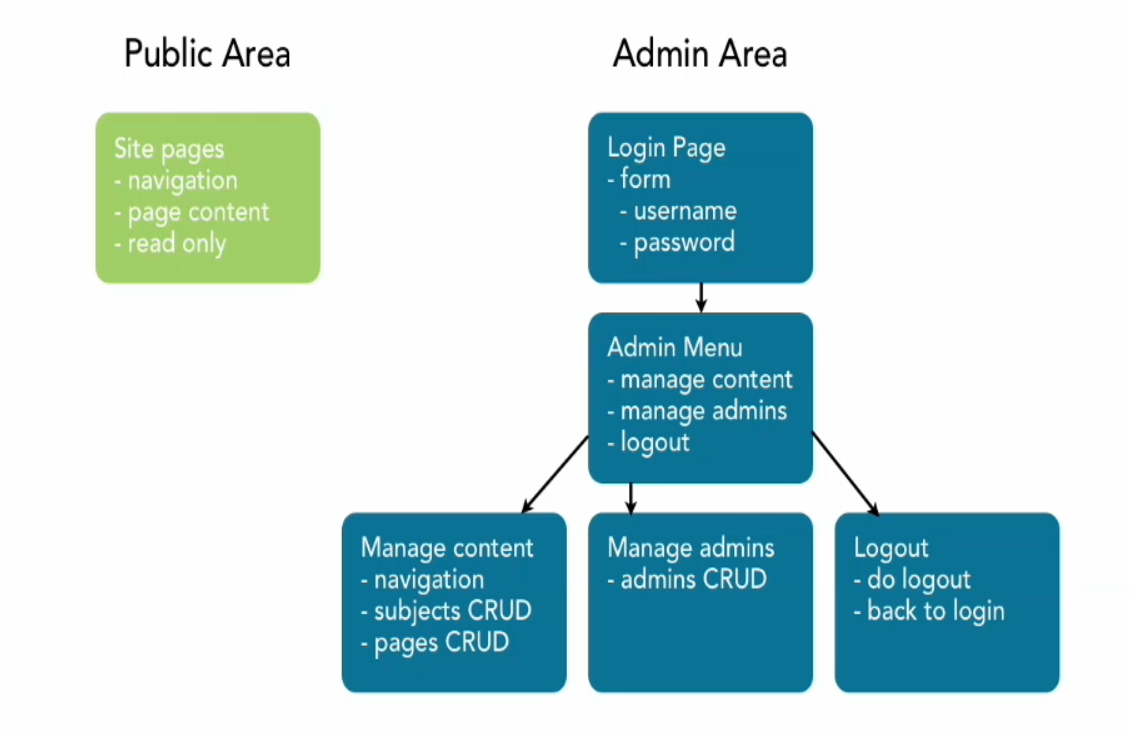 Public Area
Admin Area
Site pages
- navigation
- page content
- read only
Login Page
- form
- username
- password
Admin Menu
- manage content
- manage admins
- logout
Manage content
- navigation
- subjects CRUD
- pages CRUD
Manage admins
- admins CRUD
Logout
- do logout
- back to login